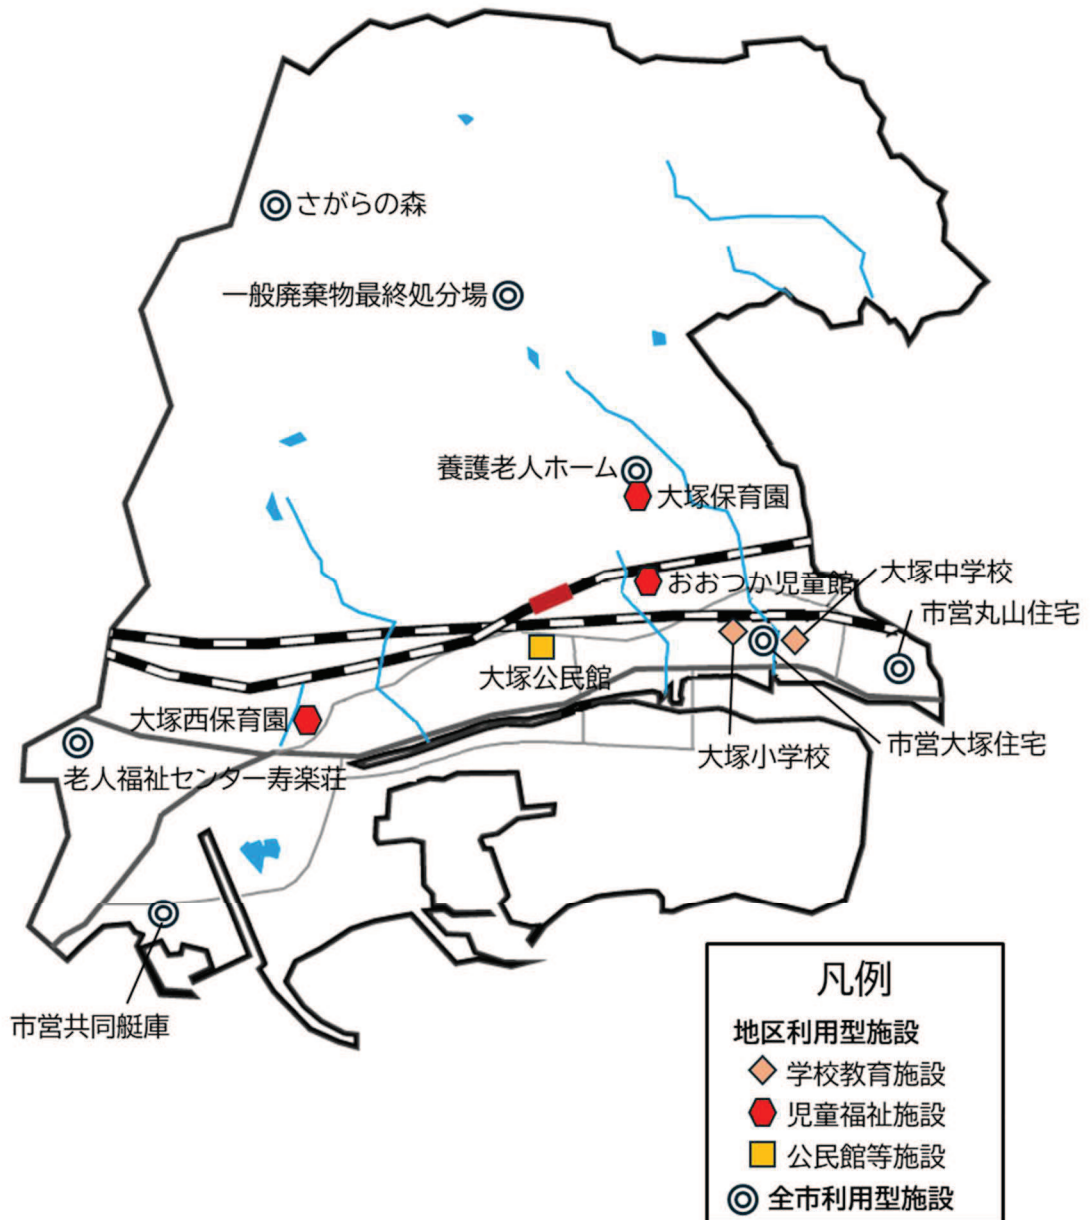 さがらの森
一般廃棄物最終処分場
養護老人ホーム
大塚保育園
おおつか児童館
大塚中学校
市営丸山住宅
大塚公民館
大塚西保育園
大塚小学校
市営大塚住宅
老人福祉センター寿楽荘
市営共同艇庫
凡例
地区利用型施設
学校教育施設
児童福祉施設
公民館等施設
全市利用型施設